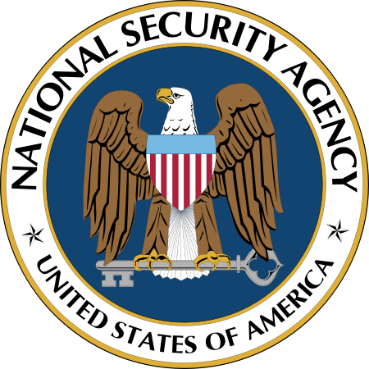 NATIONAL SECURITY AGENCY
UNITED STATES OF AMERICA